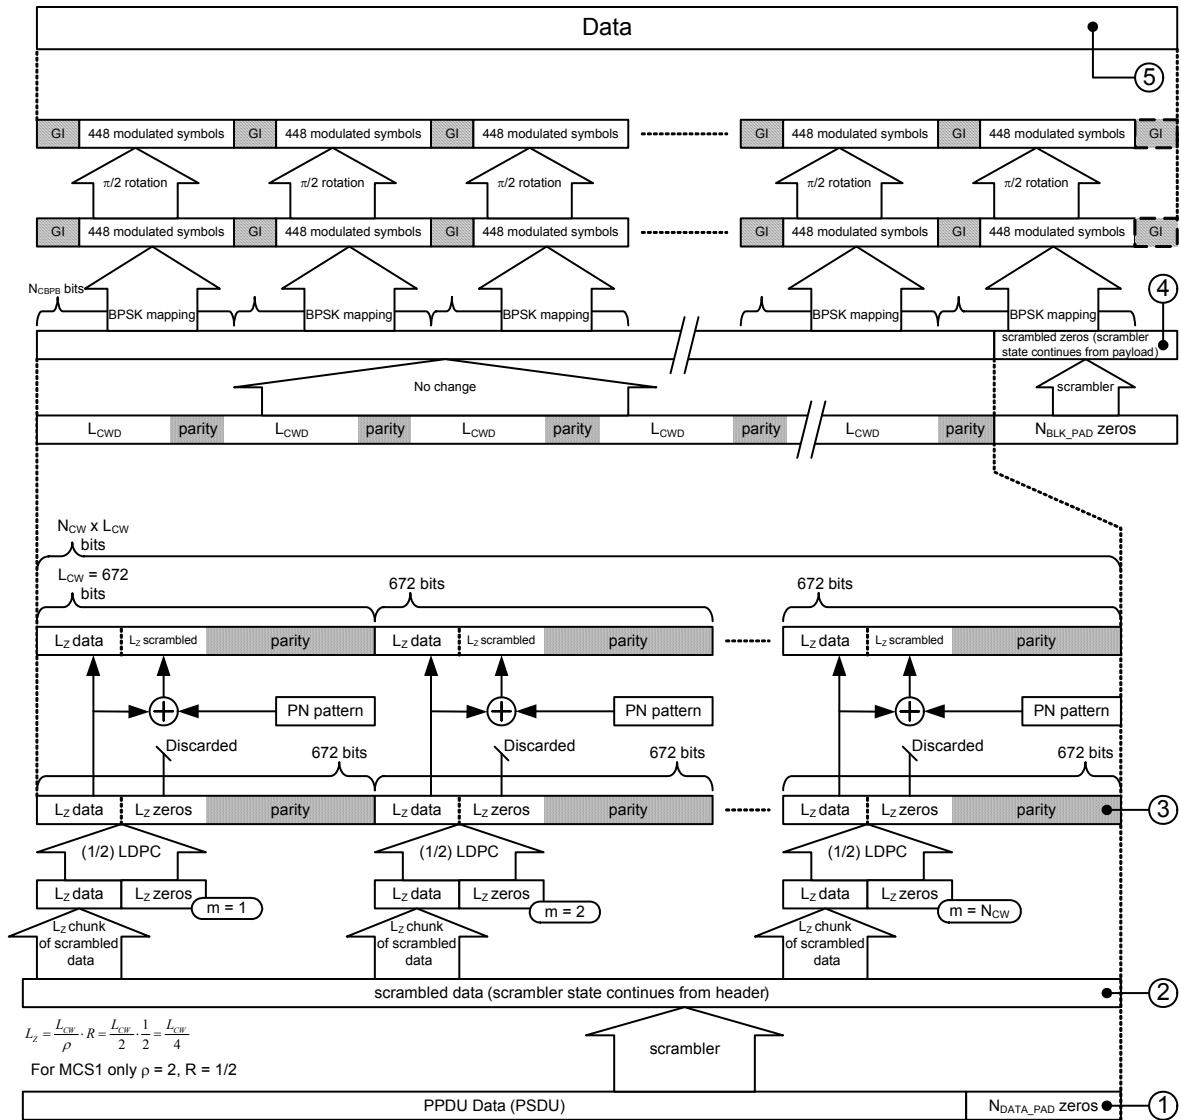 Data
5
GI 448 modulated symbols GI 448 modulated symbols GI 448 modulated symbols GI 448 modulated symbols GI 448 modulated symbols GI
π/2 rotation π/2 rotation π/2 rotation π/2 rotation π/2 rotation
GI 448 modulated symbols GI 448 modulated symbols GI 448 modulated symbols GI 448 modulated symbols GI 448 modulated symbols GI
N_CBPB bits
4
BPSK mapping BPSK mapping BPSK mapping BPSK mapping BPSK mapping
scrambled zeros (scrambler
state continues from payload)
No change
scrambler
L_CWD parity L_CWD parity L_CWD parity L_CWD parity L_CWD parity N_BLK_PAD zeros
N_CW x L_CW
bits
L_CW = 672
bits
672 bits
672 bits
L_Z data L_Z scrambled parity L_Z data L_Z scrambled parity L_Z data L_Z scrambled parity
PN pattern PN pattern PN pattern
Discarded Discarded Discarded
672 bits 672 bits 672 bits
L_Z data L_Z zeros parity L_Z data L_Z zeros parity L_Z data L_Z zeros parity
3
(1/2) LDPC (1/2) LDPC (1/2) LDPC
L_Z data L_Z zeros L_Z data L_Z zeros L_Z data L_Z zeros
m = 1 m = 2 m = N_CW
L_Z chunk
of scrambled
data
L_Z chunk
of scrambled
data
L_Z chunk
of scrambled
data
scrambled data (scrambler state continues from header)
2
L_Z = L_CW/ρ · R = L_CW/2 · 1/2 = L_CW/4
scrambler
For MCS1 only ρ = 2, R = 1/2
PPDU Data (PSDU) N_DATA_PAD zeros
1